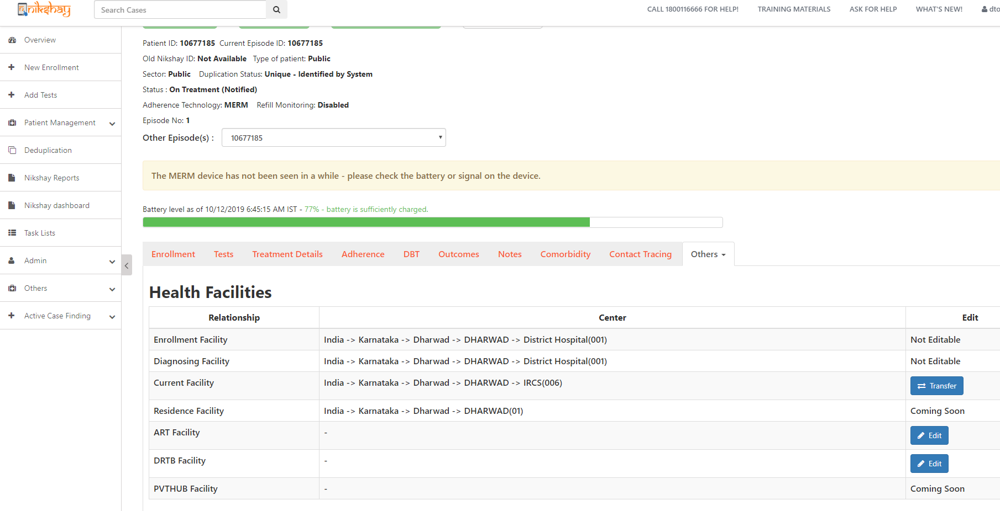 nikshay
Search Cases
CALL 1800116666 FOR HELP! TRAINING MATERIALS ASK FOR HELP WHAT'S NEW! dto
Overview
New Enrollment
Add Tests
Patient Management
Deduplication
Nikshay Reports
Nikshay dashboard
Task Lists
Admin
Others
Active Case Finding
Patient ID: 10677185 Current Episode ID: 10677185
Old Nikshay ID: Not Available Type of patient: Public
Sector: Public Duplication Status: Unique - Identified by System
Status : On Treatment (Notified)
Adherence Technology: MERM Refill Monitoring: Disabled
Episode No: 1
Other Episode(s) : 10677185
The MERM device has not been seen in a while - please check the battery or signal on the device.
Battery level as of 10/12/2019 6:45:15 AM IST - 77% - battery is sufficiently charged.
Enrollment Tests Treatment Details Adherence DBT Outcomes Notes Comorbidity Contact Tracing Others
Health Facilities
Relationship Center Edit
Enrollment Facility India -> Karnataka -> Dharwad -> DHARWAD -> District Hospital(001) Not Editable
Diagnosing Facility India -> Karnataka -> Dharwad -> DHARWAD -> District Hospital(001) Not Editable
Current Facility India -> Karnataka -> Dharwad -> DHARWAD -> IRCS(006) Transfer
Residence Facility India -> Karnataka -> Dharwad -> DHARWAD(01) Coming Soon
ART Facility - Edit
DRTB Facility - Edit
PVTHUB Facility - Coming Soon